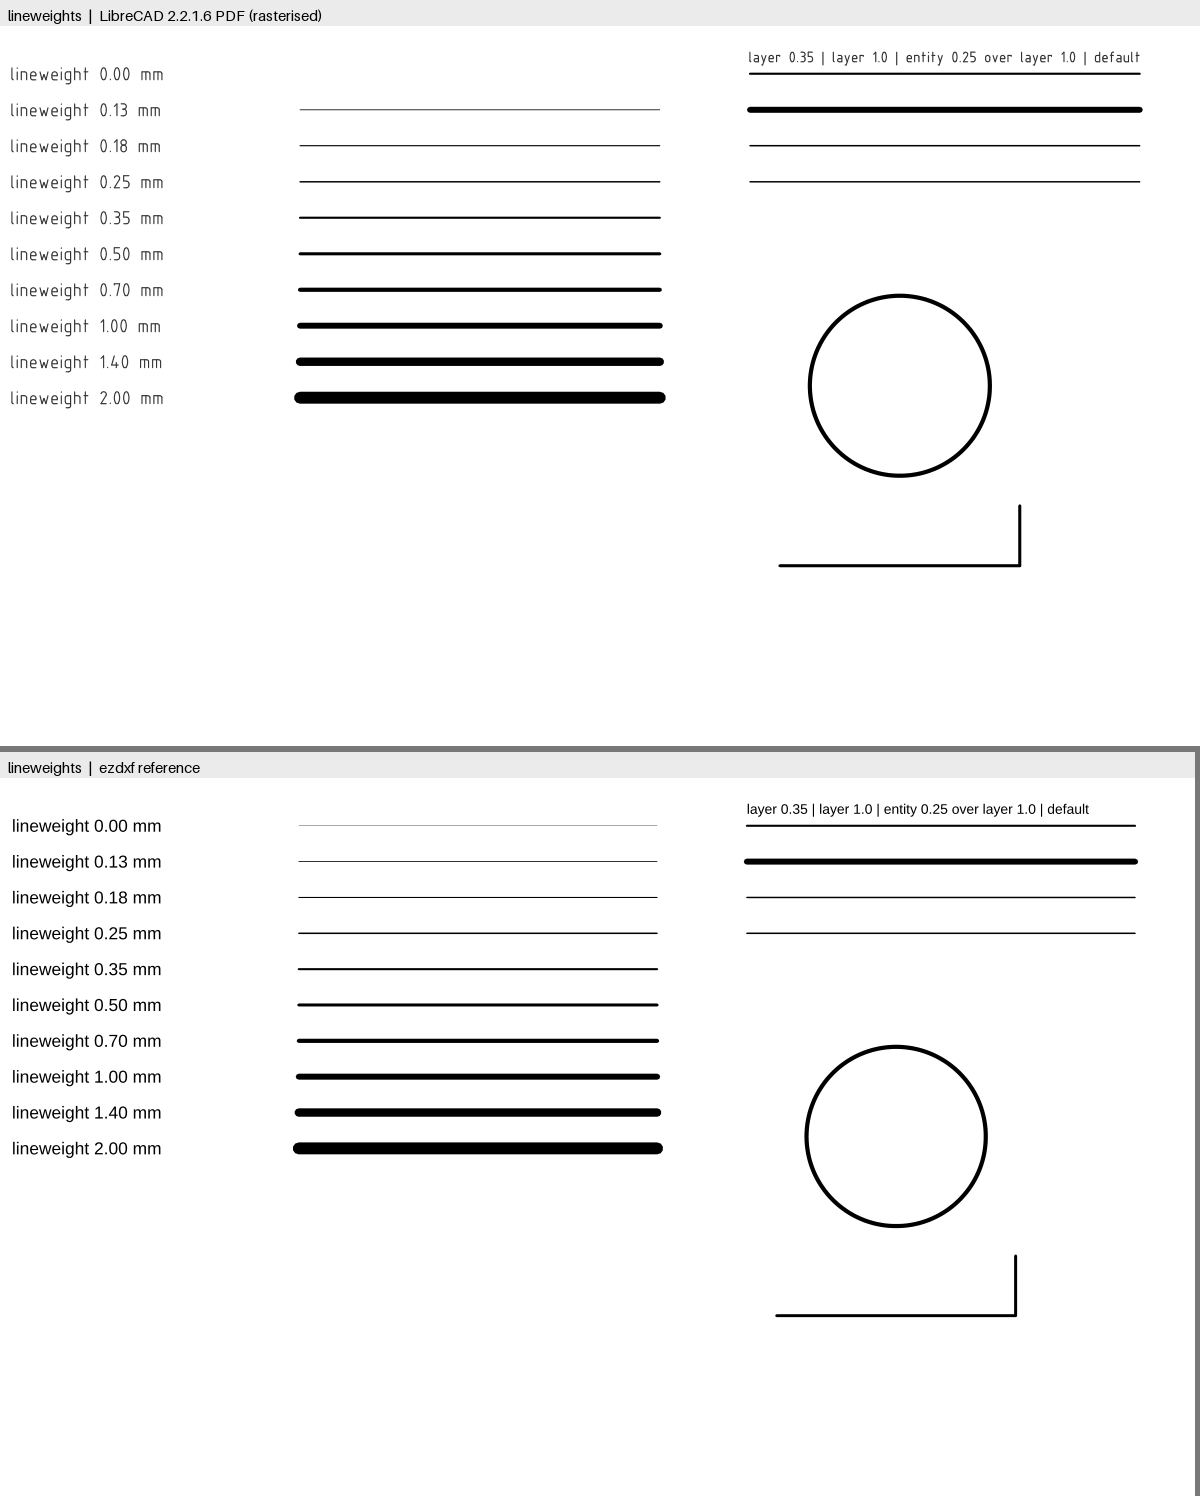 lineweights | LibreCAD 2.2.1.6 PDF (rasterised)
layer 0.35 | layer 1.0 | entity 0.25 over layer 1.0 | default
lineweight 0.00 mm
lineweight 0.13 mm
lineweight 0.18 mm
lineweight 0.25 mm
lineweight 0.35 mm
lineweight 0.50 mm
lineweight 0.70 mm
lineweight 1.00 mm
lineweight 1.40 mm
lineweight 2.00 mm
lineweights | ezdxf reference
layer 0.35 | layer 1.0 | entity 0.25 over layer 1.0 | default
lineweight 0.00 mm
lineweight 0.13 mm
lineweight 0.18 mm
lineweight 0.25 mm
lineweight 0.35 mm
lineweight 0.50 mm
lineweight 0.70 mm
lineweight 1.00 mm
lineweight 1.40 mm
lineweight 2.00 mm